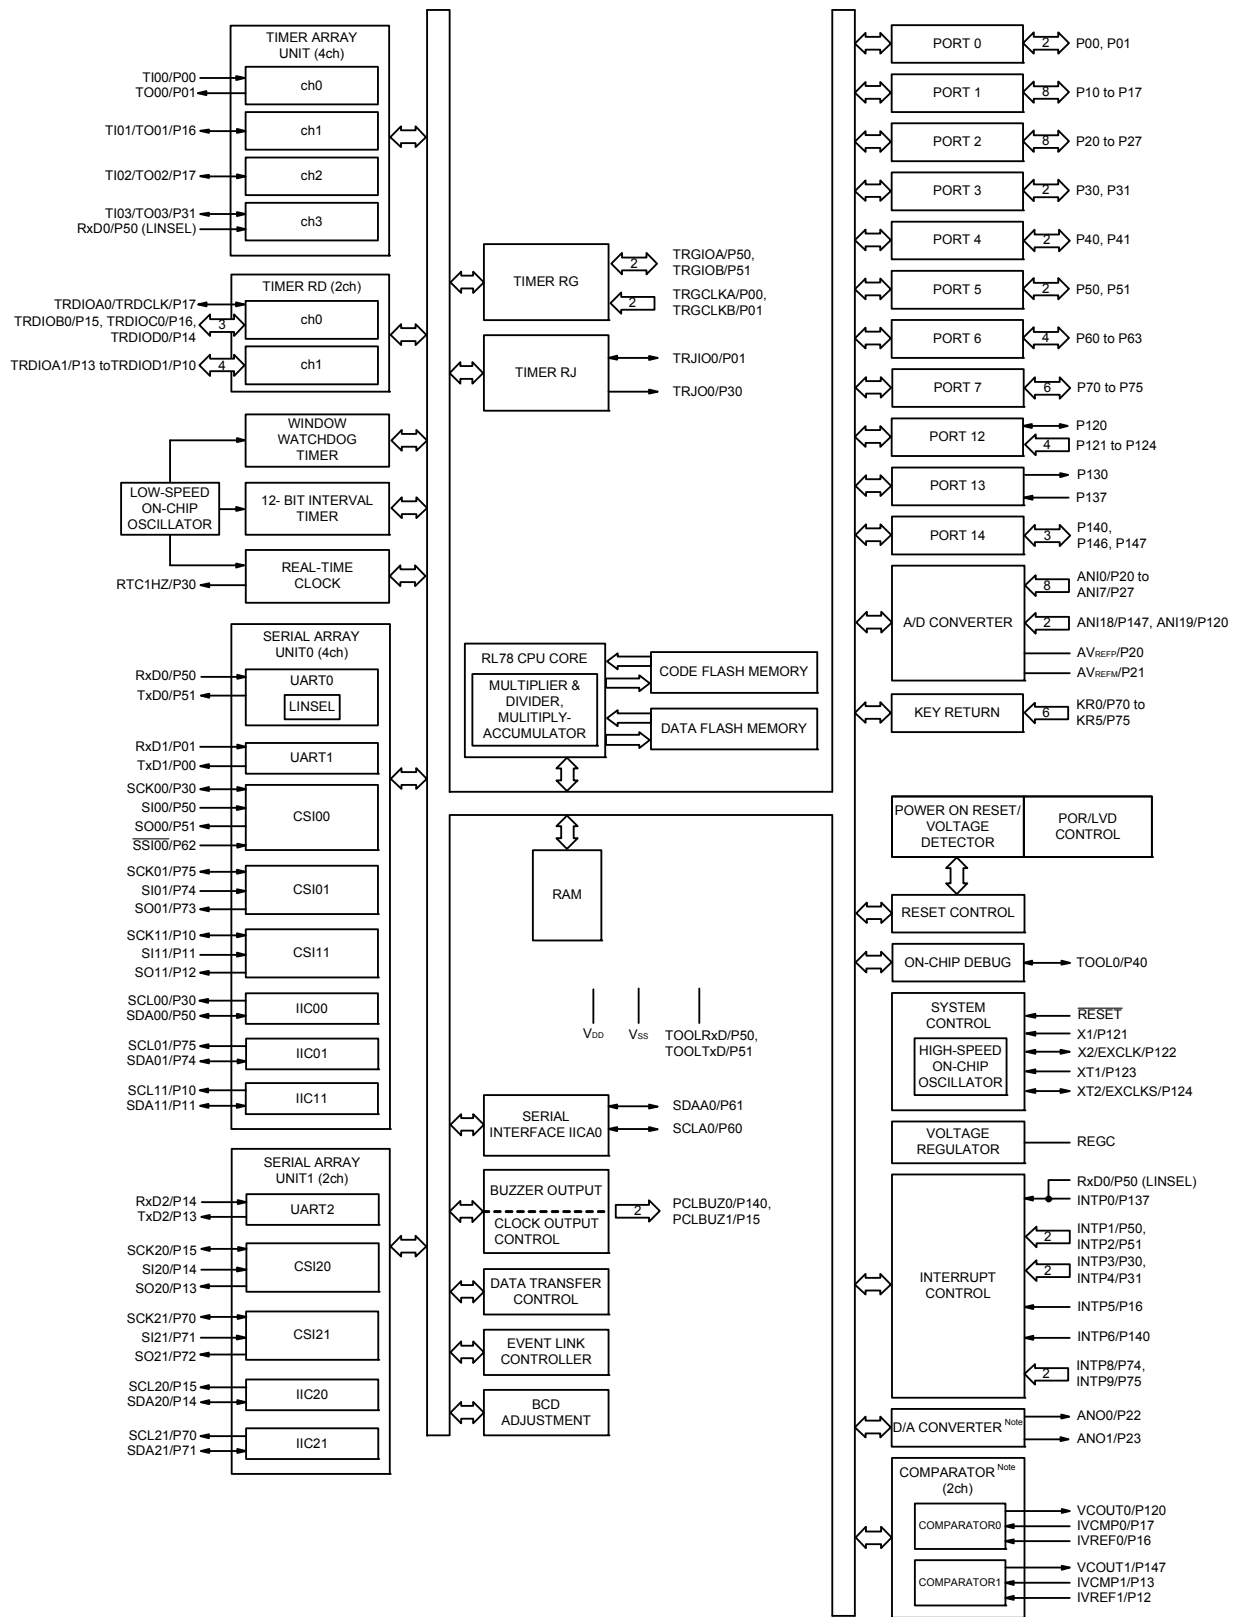 TIMER ARRAY
UNIT (4ch)
TI00/P00
TO00/P01
ch0
TI01/TO01/P16
ch1
TI02/TO02/P17
ch2
TI03/TO03/P31
RxD0/P50 (LINSEL)
ch3
TIMER RD (2ch)
TRDIOA0/TRDCLK/P17
TRDIOB0/P15, TRDIOC0/P16,
TRDIOD0/P14
3
ch0
TRDIOA1/P13 toTRDIOD1/P10
4
ch1
WINDOW
WATCHDOG
TIMER
LOW-SPEED
ON-CHIP
OSCILLATOR
12- BIT INTERVAL
TIMER
REAL-TIME
CLOCK
RTC1HZ/P30
SERIAL ARRAY
UNIT0 (4ch)
RxD0/P50
TxD0/P51
UART0
LINSEL
RxD1/P01
TxD1/P00
UART1
SCK00/P30
SI00/P50
SO00/P51
SSI00/P62
CSI00
SCK01/P75
SI01/P74
SO01/P73
CSI01
SCK11/P10
SI11/P11
SO11/P12
CSI11
SCL00/P30
SDA00/P50
IIC00
SCL01/P75
SDA01/P74
IIC01
SCL11/P10
SDA11/P11
IIC11
SERIAL ARRAY
UNIT1 (2ch)
RxD2/P14
TxD2/P13
UART2
SCK20/P15
SI20/P14
SO20/P13
CSI20
SCK21/P70
SI21/P71
SO21/P72
CSI21
SCL20/P15
SDA20/P14
IIC20
SCL21/P70
SDA21/P71
IIC21
TIMER RG
2
TRGIOA/P50,
TRGIOB/P51
2
TRGCLKA/P00,
TRGCLKB/P01
TIMER RJ
TRJIO0/P01
TRJO0/P30
RL78 CPU CORE
MULTIPLIER &
DIVIDER,
MULITIPLY-
ACCUMULATOR
CODE FLASH MEMORY
DATA FLASH MEMORY
RAM
VDD
VSS
TOOLRxD/P50,
TOOLTxD/P51
SERIAL
INTERFACE IICA0
SDAA0/P61
SCLA0/P60
BUZZER OUTPUT
CLOCK OUTPUT
CONTROL
2
PCLBUZ0/P140,
PCLBUZ1/P15
DATA TRANSFER
CONTROL
EVENT LINK
CONTROLLER
BCD
ADJUSTMENT
PORT 0
2
P00, P01
PORT 1
8
P10 to P17
PORT 2
8
P20 to P27
PORT 3
2
P30, P31
PORT 4
2
P40, P41
PORT 5
2
P50, P51
PORT 6
4
P60 to P63
PORT 7
6
P70 to P75
PORT 12
P120
4
P121 to P124
PORT 13
P130
P137
PORT 14
3
P140,
P146, P147
A/D CONVERTER
8
ANI0/P20 to
ANI7/P27
2
ANI18/P147, ANI19/P120
AVREFP/P20
AVREFM/P21
KEY RETURN
6
KR0/P70 to
KR5/P75
POWER ON RESET/
VOLTAGE
DETECTOR
POR/LVD
CONTROL
RESET CONTROL
ON-CHIP DEBUG
TOOL0/P40
SYSTEM
CONTROL
HIGH-SPEED
ON-CHIP
OSCILLATOR
RESET
X1/P121
X2/EXCLK/P122
XT1/P123
XT2/EXCLKS/P124
VOLTAGE
REGULATOR
REGC
INTERRUPT
CONTROL
RxD0/P50 (LINSEL)
INTP0/P137
2
INTP1/P50,
INTP2/P51
2
INTP3/P30,
INTP4/P31
INTP5/P16
INTP6/P140
2
INTP8/P74,
INTP9/P75
D/A CONVERTER Note
ANO0/P22
ANO1/P23
COMPARATOR Note
(2ch)
COMPARATOR0
VCOUT0/P120
IVCMP0/P17
IVREF0/P16
COMPARATOR1
VCOUT1/P147
IVCMP1/P13
IVREF1/P12